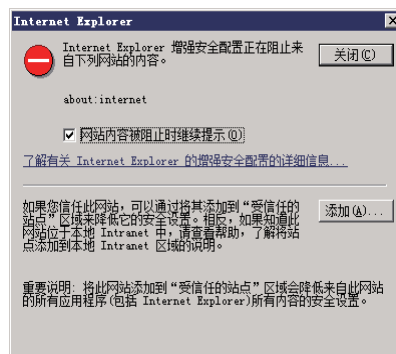 Internet Explorer
Internet Explorer 增强安全配置正在阻止来
自下列网站的内容。
关闭(C)
about:internet
网站内容被阻止时继续提示(O)
了解有关 Internet Explorer 的增强安全配置的详细信息...
如果您信任此网站，可以通过将其添加到“受信任的
站点”区域来降低它的安全设置。相反，如果知道此
网站位于本地 Intranet 中，请查看帮助，了解将站
点添加到本地 Intranet 区域的说明。
添加(A)...
重要说明: 将此网站添加到“受信任的站点”区域会降低来自此网站
的所有应用程序(包括 Internet Explorer)所有内容的安全设置。